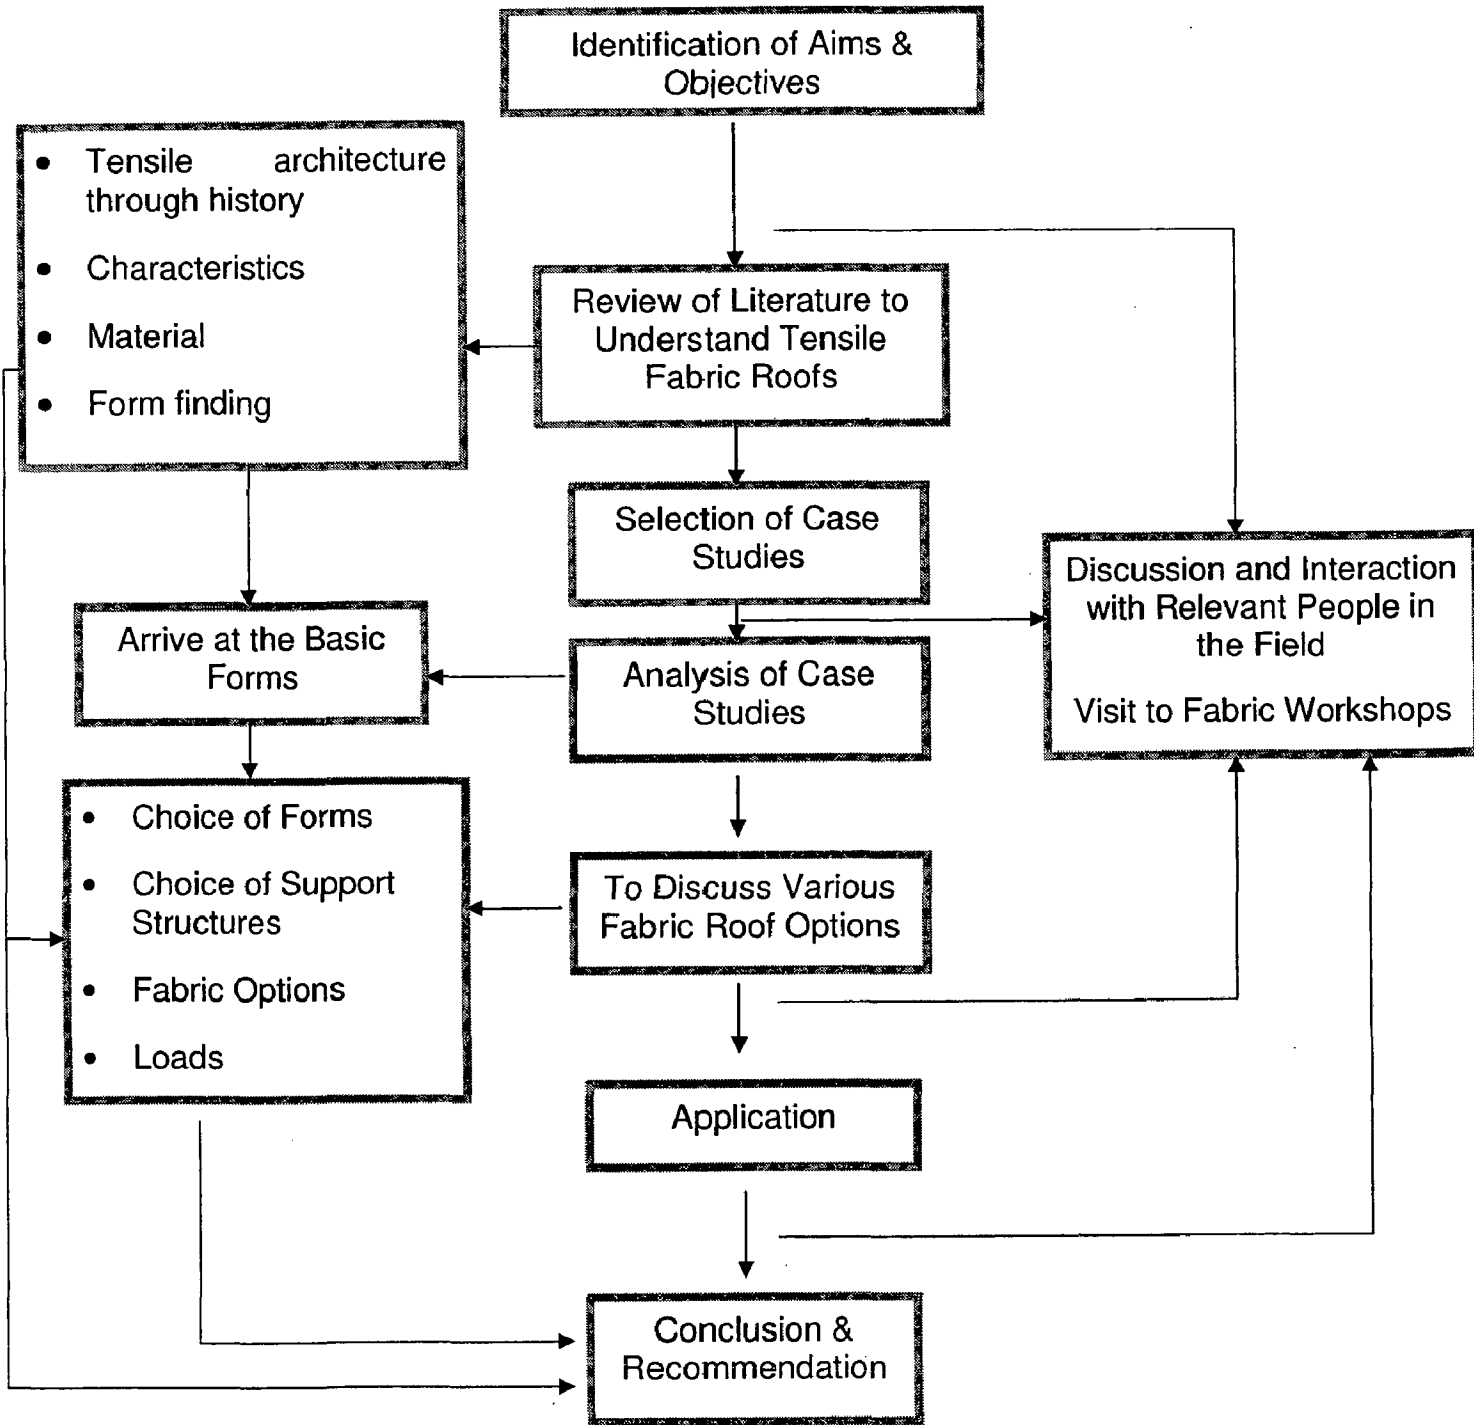 Identification of Aims &
Objectives
• Tensile architecture
through history
• Characteristics
• Material
• Form finding
Review of Literature to
Understand Tensile
Fabric Roofs
Selection of Case
Studies
Discussion and Interaction
with Relevant People in
the Field
Visit to Fabric Workshops
Arrive at the Basic
Forms
Analysis of Case
Studies
• Choice of Forms
• Choice of Support
Structures
• Fabric Options
• Loads
To Discuss Various
Fabric Roof Options
Application
Conclusion &
Recommendation